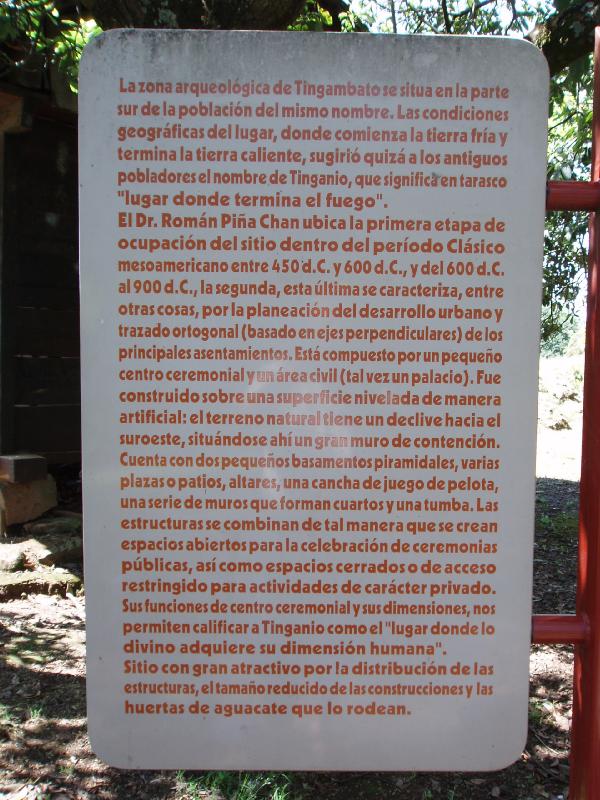 La zona arqueológica de Tingambato se situa en la parte
sur de la población del mismo nombre. Las condiciones
geográficas del lugar, donde comienza la tierra fría y
termina la tierra caliente, sugirió quizá a los antiguos
pobladores el nombre de Tinganio, que significa en tarasco
"lugar donde termina el fuego".
El Dr. Román Piña Chan ubica la primera etapa de
ocupación del sitio dentro del período Clásico
mesoamericano entre 450 d.C. y 600 d.C., y del 600 d.C.
al 900 d.C., la segunda, esta última se caracteriza, entre
otras cosas, por la planeación del desarrollo urbano y
trazado ortogonal (basado en ejes perpendiculares) de los
principales asentamientos. Está compuesto por un pequeño
centro ceremonial y un área civil (tal vez un palacio). Fue
construido sobre una superficie nivelada de manera
artificial: el terreno natural tiene un declive hacia el
suroeste, situándose ahí un gran muro de contención.
Cuenta con dos pequeños basamentos piramidales, varias
plazas o patios, altares, una cancha de juego de pelota,
una serie de muros que forman cuartos y una tumba. Las
estructuras se combinan de tal manera que se crean
espacios abiertos para la celebración de ceremonias
públicas, así como espacios cerrados o de acceso
restringido para actividades de carácter privado.
Sus funciones de centro ceremonial y sus dimensiones, nos
permiten calificar a Tinganio como el "lugar donde lo
divino adquiere su dimensión humana".
Sitio con gran atractivo por la distribución de las
estructuras, el tamaño reducido de las construcciones y las
huertas de aguacate que lo rodean.